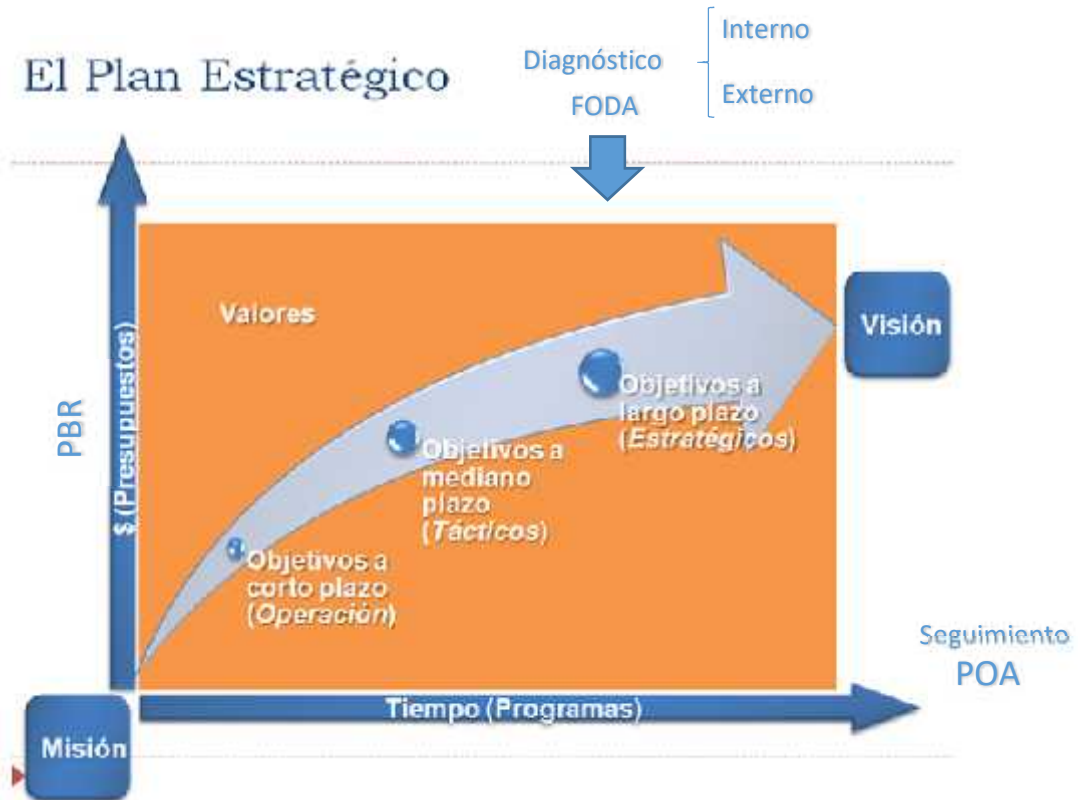 El Plan Estratégico
Diagnóstico
FODA
Interno
Externo
Valores
Visión
PBR
$ (Presupuestos)
Objetivos a
largo plazo
(Estratégicos)
Objetivos a
mediano
plazo
(Tácticos)
Objetivos a
corto plazo
(Operación)
Seguimiento
POA
Tiempo (Programas)
Misión